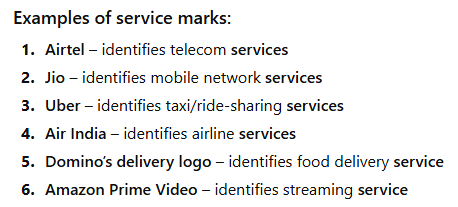 Examples of service marks:
1. Airtel – identifies telecom services
2. Jio – identifies mobile network services
3. Uber – identifies taxi/ride-sharing services
4. Air India – identifies airline services
5. Domino’s delivery logo – identifies food delivery service
6. Amazon Prime Video – identifies streaming service